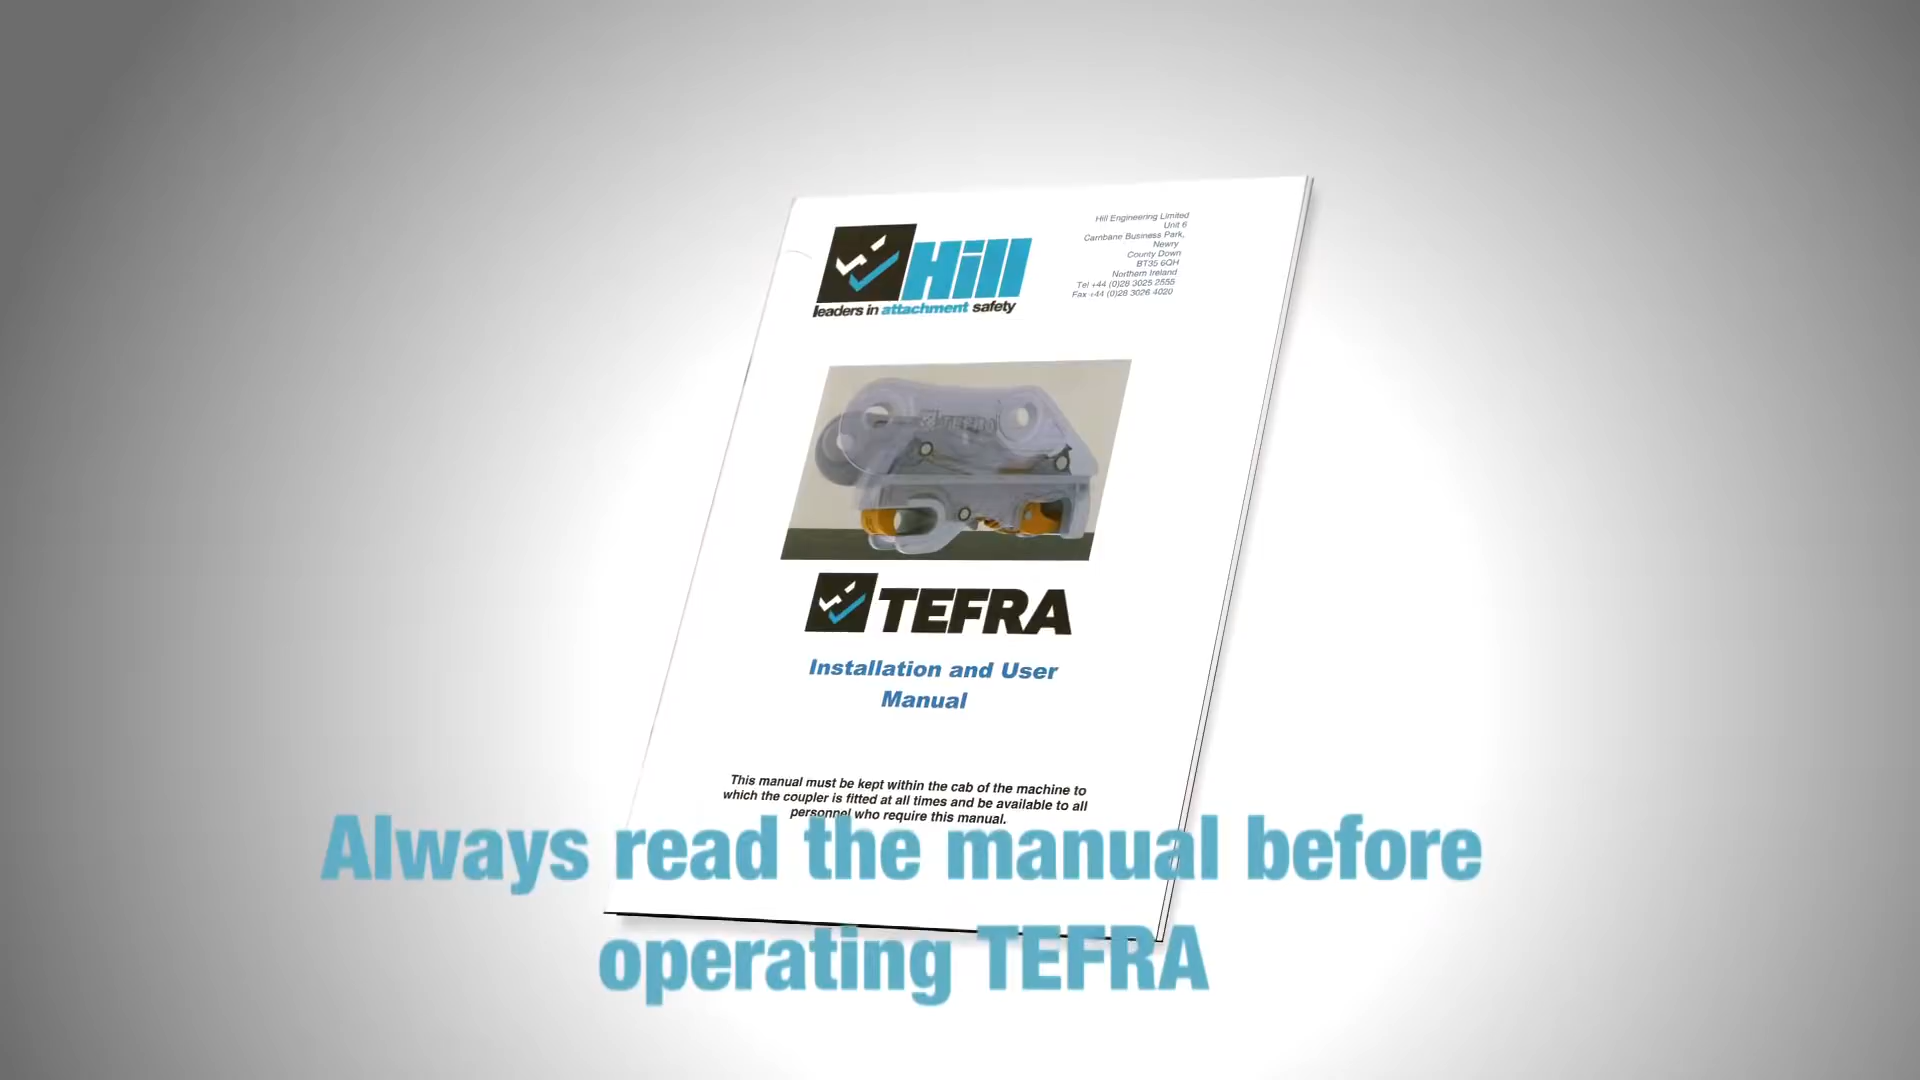 Hill
leaders in attachment safety
Hill Engineering Limited
Unit 6
Carnbane Business Park,
Newry
County Down
BT35 6QH
Northern Ireland
Tel +44 (0)28 3025 2555
Fax +44 (0)28 3026 4020
TEFRA
TEFRA
Installation and User
Manual
This manual must be kept within the cab of the machine to
which the coupler is fitted at all times and be available to all
personnel who require this manual.
Always read the manual before
operating TEFRA